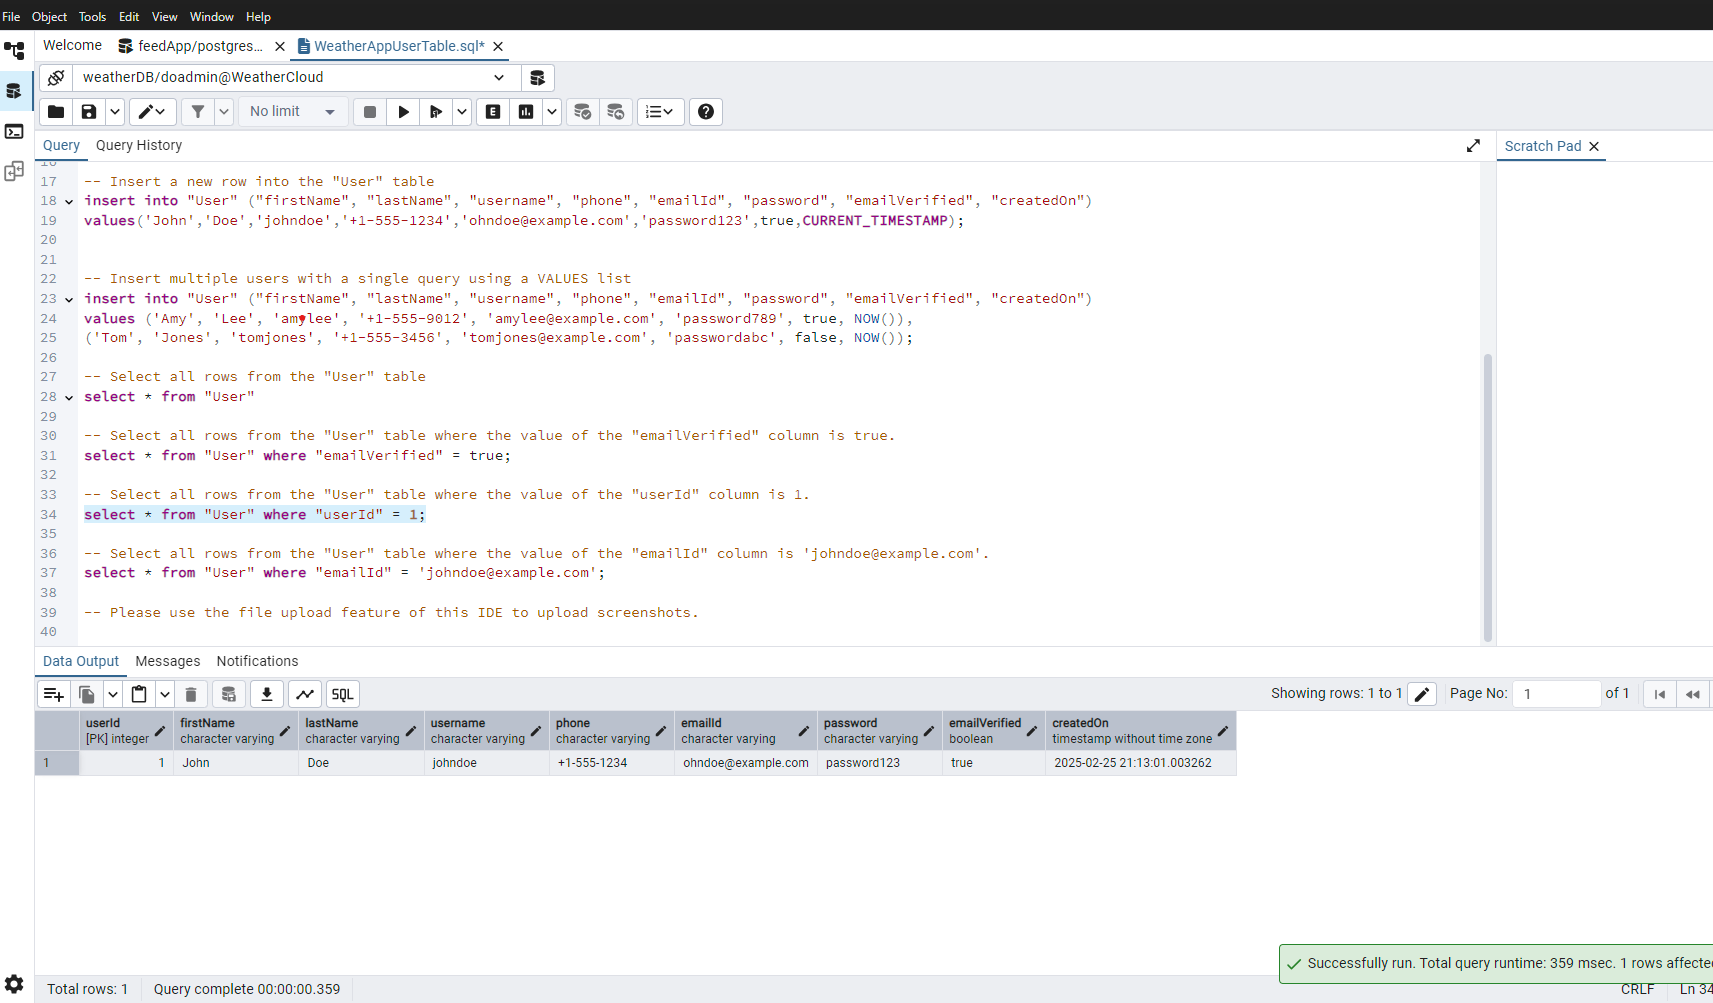 File Object Tools Edit View Window Help
Welcome feedApp/postgres... WeatherAppUserTable.sql*
weatherDB/doadmin@WeatherCloud
No limit
Query Query History Scratch Pad
17 -- Insert a new row into the "User" table
18 insert into "User" ("firstName", "lastName", "username", "phone", "emailId", "password", "emailVerified", "createdOn")
19 values('John','Doe','johndoe','+1-555-1234','ohndoe@example.com','password123',true,CURRENT_TIMESTAMP);
20
21
22 -- Insert multiple users with a single query using a VALUES list
23 insert into "User" ("firstName", "lastName", "username", "phone", "emailId", "password", "emailVerified", "createdOn")
24 values ('Amy', 'Lee', 'amylee', '+1-555-9012', 'amylee@example.com', 'password789', true, NOW()),
25 ('Tom', 'Jones', 'tomjones', '+1-555-3456', 'tomjones@example.com', 'passwordabc', false, NOW());
26
27 -- Select all rows from the "User" table
28 select * from "User"
29
30 -- Select all rows from the "User" table where the value of the "emailVerified" column is true.
31 select * from "User" where "emailVerified" = true;
32
33 -- Select all rows from the "User" table where the value of the "userId" column is 1.
34 select * from "User" where "userId" = 1;
35
36 -- Select all rows from the "User" table where the value of the "emailId" column is 'johndoe@example.com'.
37 select * from "User" where "emailId" = 'johndoe@example.com';
38
39 -- Please use the file upload feature of this IDE to upload screenshots.
40
Data Output Messages Notifications
SQL Showing rows: 1 to 1 Page No: 1 of 1
userId firstName lastName username phone emailId password emailVerified createdOn
[PK] integer character varying character varying character varying character varying character varying character varying boolean timestamp without time zone
1 1 John Doe johndoe +1-555-1234 ohndoe@example.com password123 true 2025-02-25 21:13:01.003262
Successfully run. Total query runtime: 359 msec. 1 rows affecte
Total rows: 1 Query complete 00:00:00.359 CRLF Ln 34